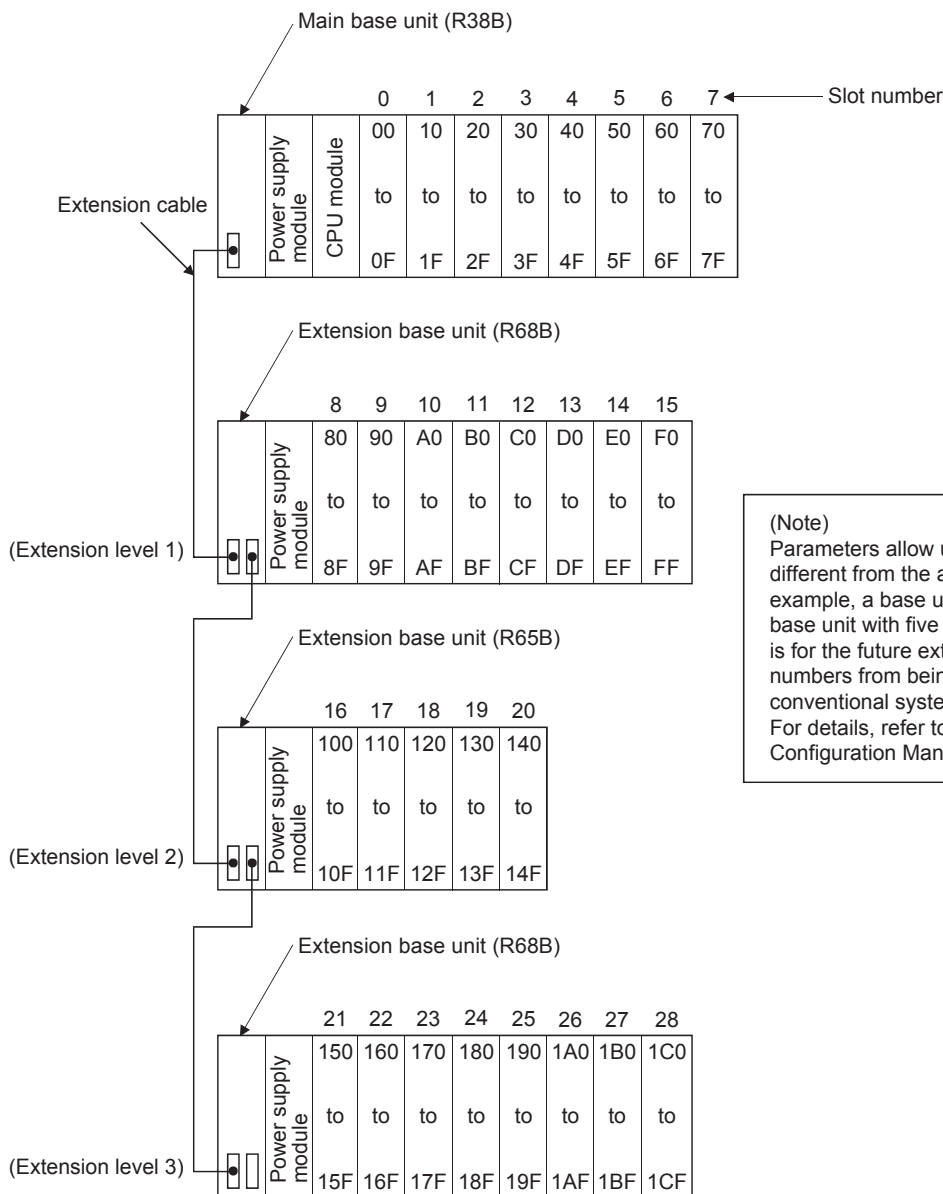 Main base unit (R38B)
0 1 2 3 4 5 6 7 Slot number
Extension cable
Power supply module
CPU module
00 10 20 30 40 50 60 70
to to to to to to to to
0F 1F 2F 3F 4F 5F 6F 7F
Extension base unit (R68B)
8 9 10 11 12 13 14 15
(Extension level 1)
Power supply module
80 90 A0 B0 C0 D0 E0 F0
to to to to to to to to
8F 9F AF BF CF DF EF FF
(Note)
Parameters allow u
different from the a
example, a base u
base unit with five
is for the future ext
numbers from bein
conventional syste
For details, refer to
Configuration Man
Extension base unit (R65B)
16 17 18 19 20
(Extension level 2)
Power supply module
100 110 120 130 140
to to to to to
10F 11F 12F 13F 14F
Extension base unit (R68B)
21 22 23 24 25 26 27 28
(Extension level 3)
Power supply module
150 160 170 180 190 1A0 1B0 1C0
to to to to to to to to
15F 16F 17F 18F 19F 1AF 1BF 1CF